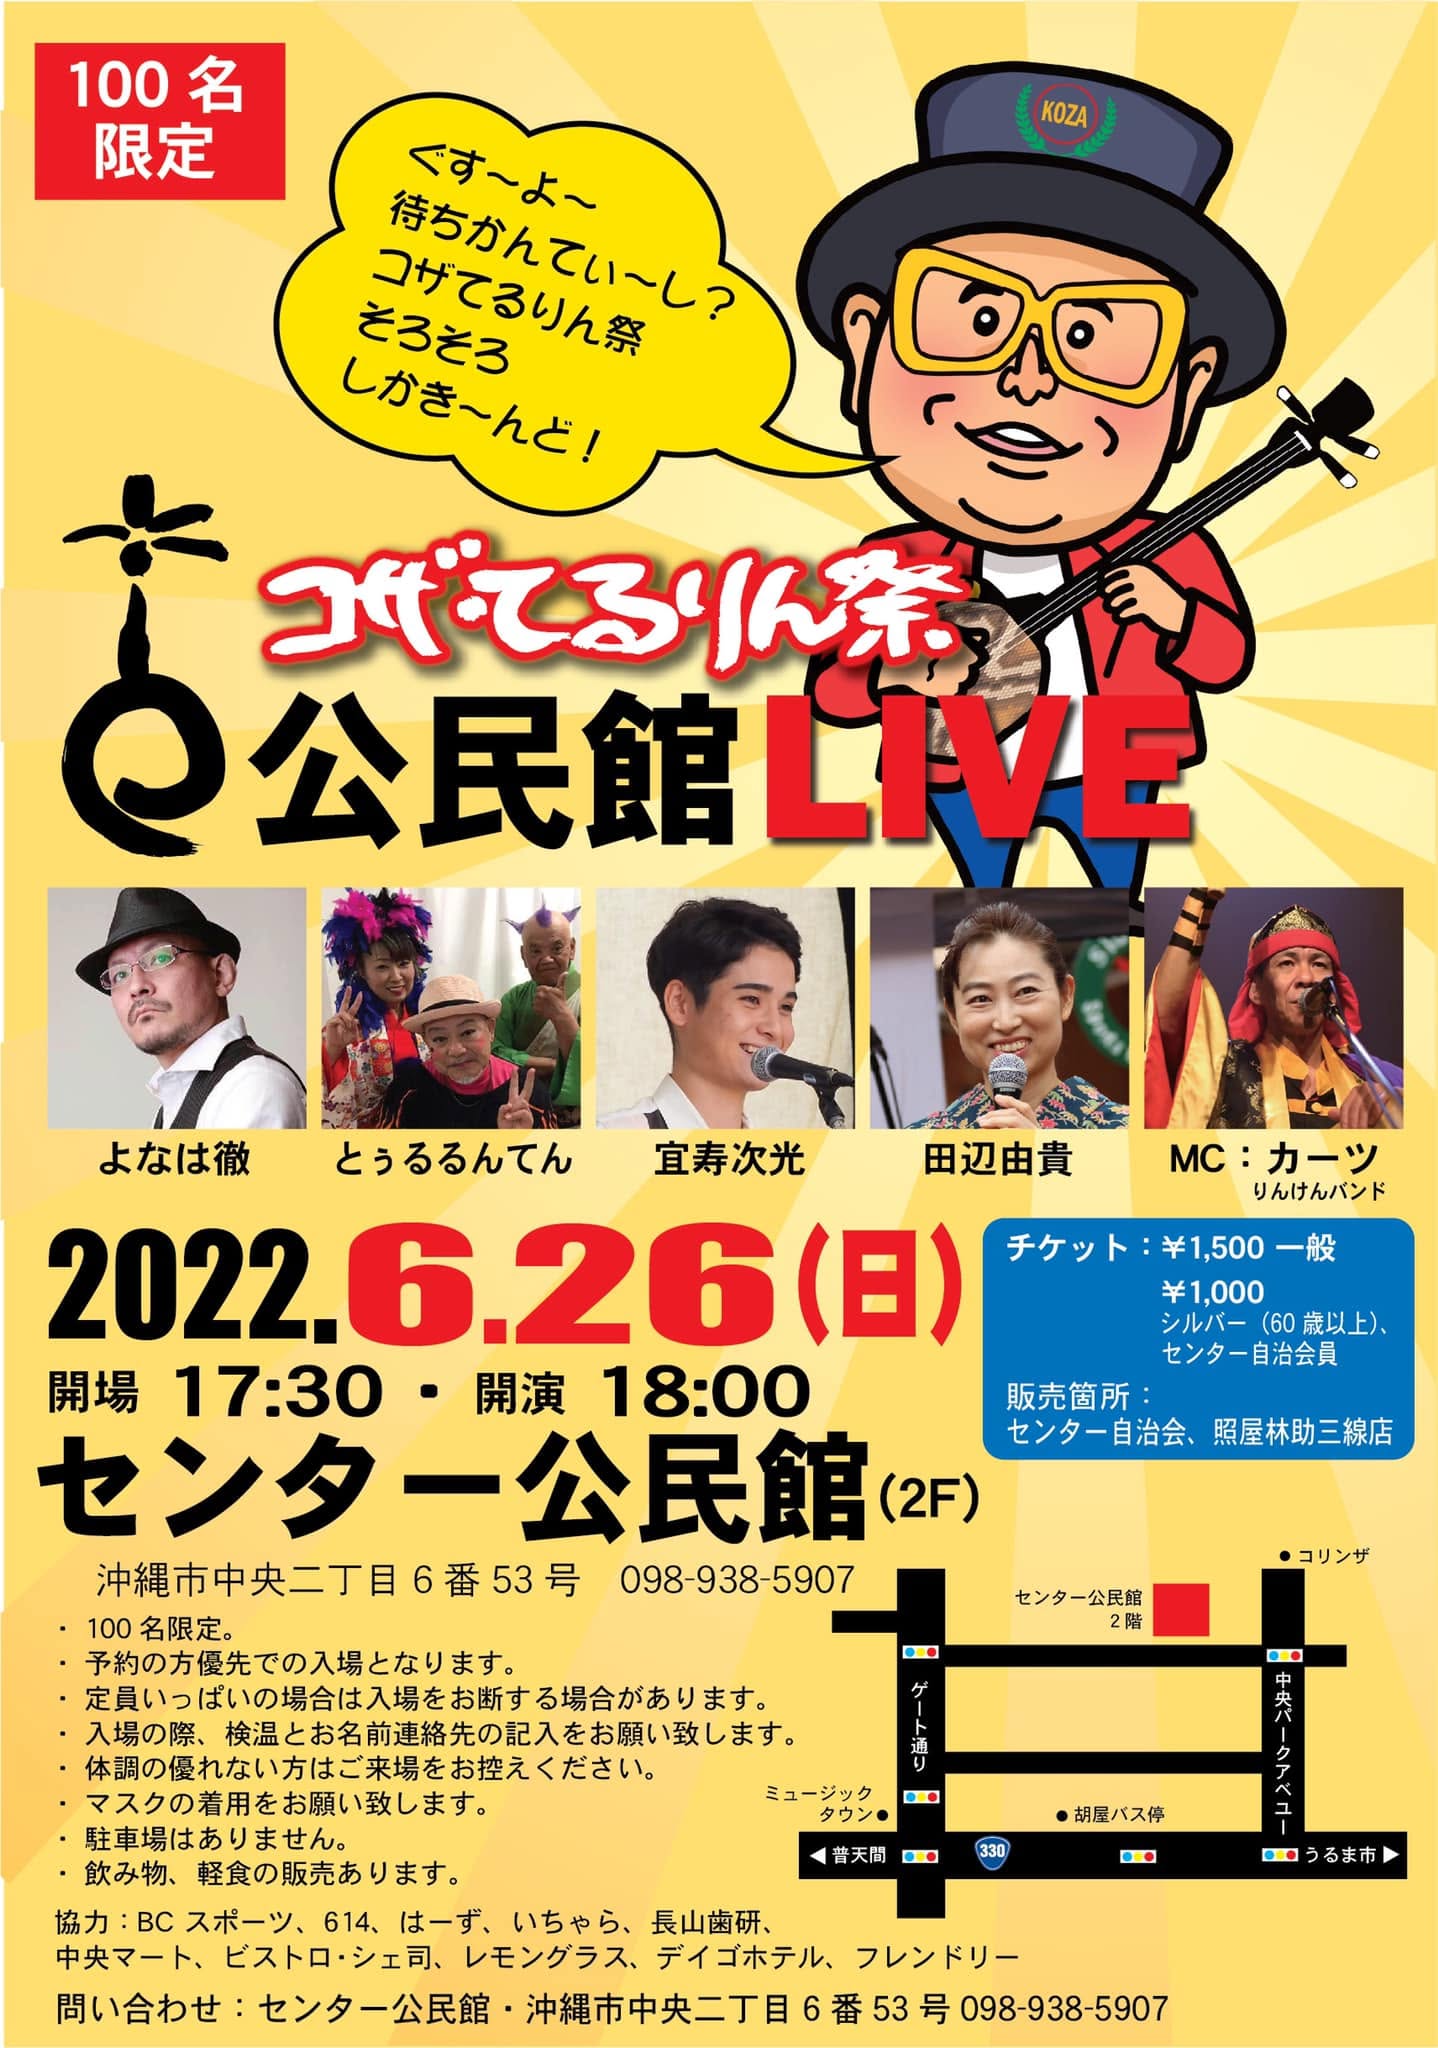 100 名
限定
KOZA
ぐす～よ～
待ちかんてぃ～し？
コザてるりん祭
そろそろ
しかき～んど！
コザ・てるりん祭
公民館LIVE
よなは徹
とぅるるんてん
宜寿次光
田辺由貴
MC：カーツ
りんけんバンド
2022.6.26(日)
開場 17:30・開演 18:00
センター公民館(2F)
チケット：￥1,500 一般
￥1,000
シルバー（60 歳以上）、
センター自治会員
販売箇所：
センター自治会、照屋林助三線店
沖縄市中央二丁目 6 番 53 号 098-938-5907
・ 100 名限定。
・ 予約の方優先での入場となります。
・ 定員いっぱいの場合は入場をお断する場合があります。
・ 入場の際、検温とお名前連絡先の記入をお願い致します。
・ 体調の優れない方はご来場をお控えください。
・ マスクの着用をお願い致します。
・ 駐車場はありません。
・ 飲み物、軽食の販売あります。
● コリンザ
センター公民館
2 階
ゲート通り
中央パークアベニュー
ミュージック
タウン ●
● 胡屋バス停
◀ 普天間
330
うるま市 ▶
協力：BC スポーツ、614、はーず、いちゃら、長山歯研、
中央マート、ビストロ・シェ司、レモングラス、デイゴホテル、フレンドリー
問い合わせ：センター公民館・沖縄市中央二丁目 6 番 53 号 098-938-5907